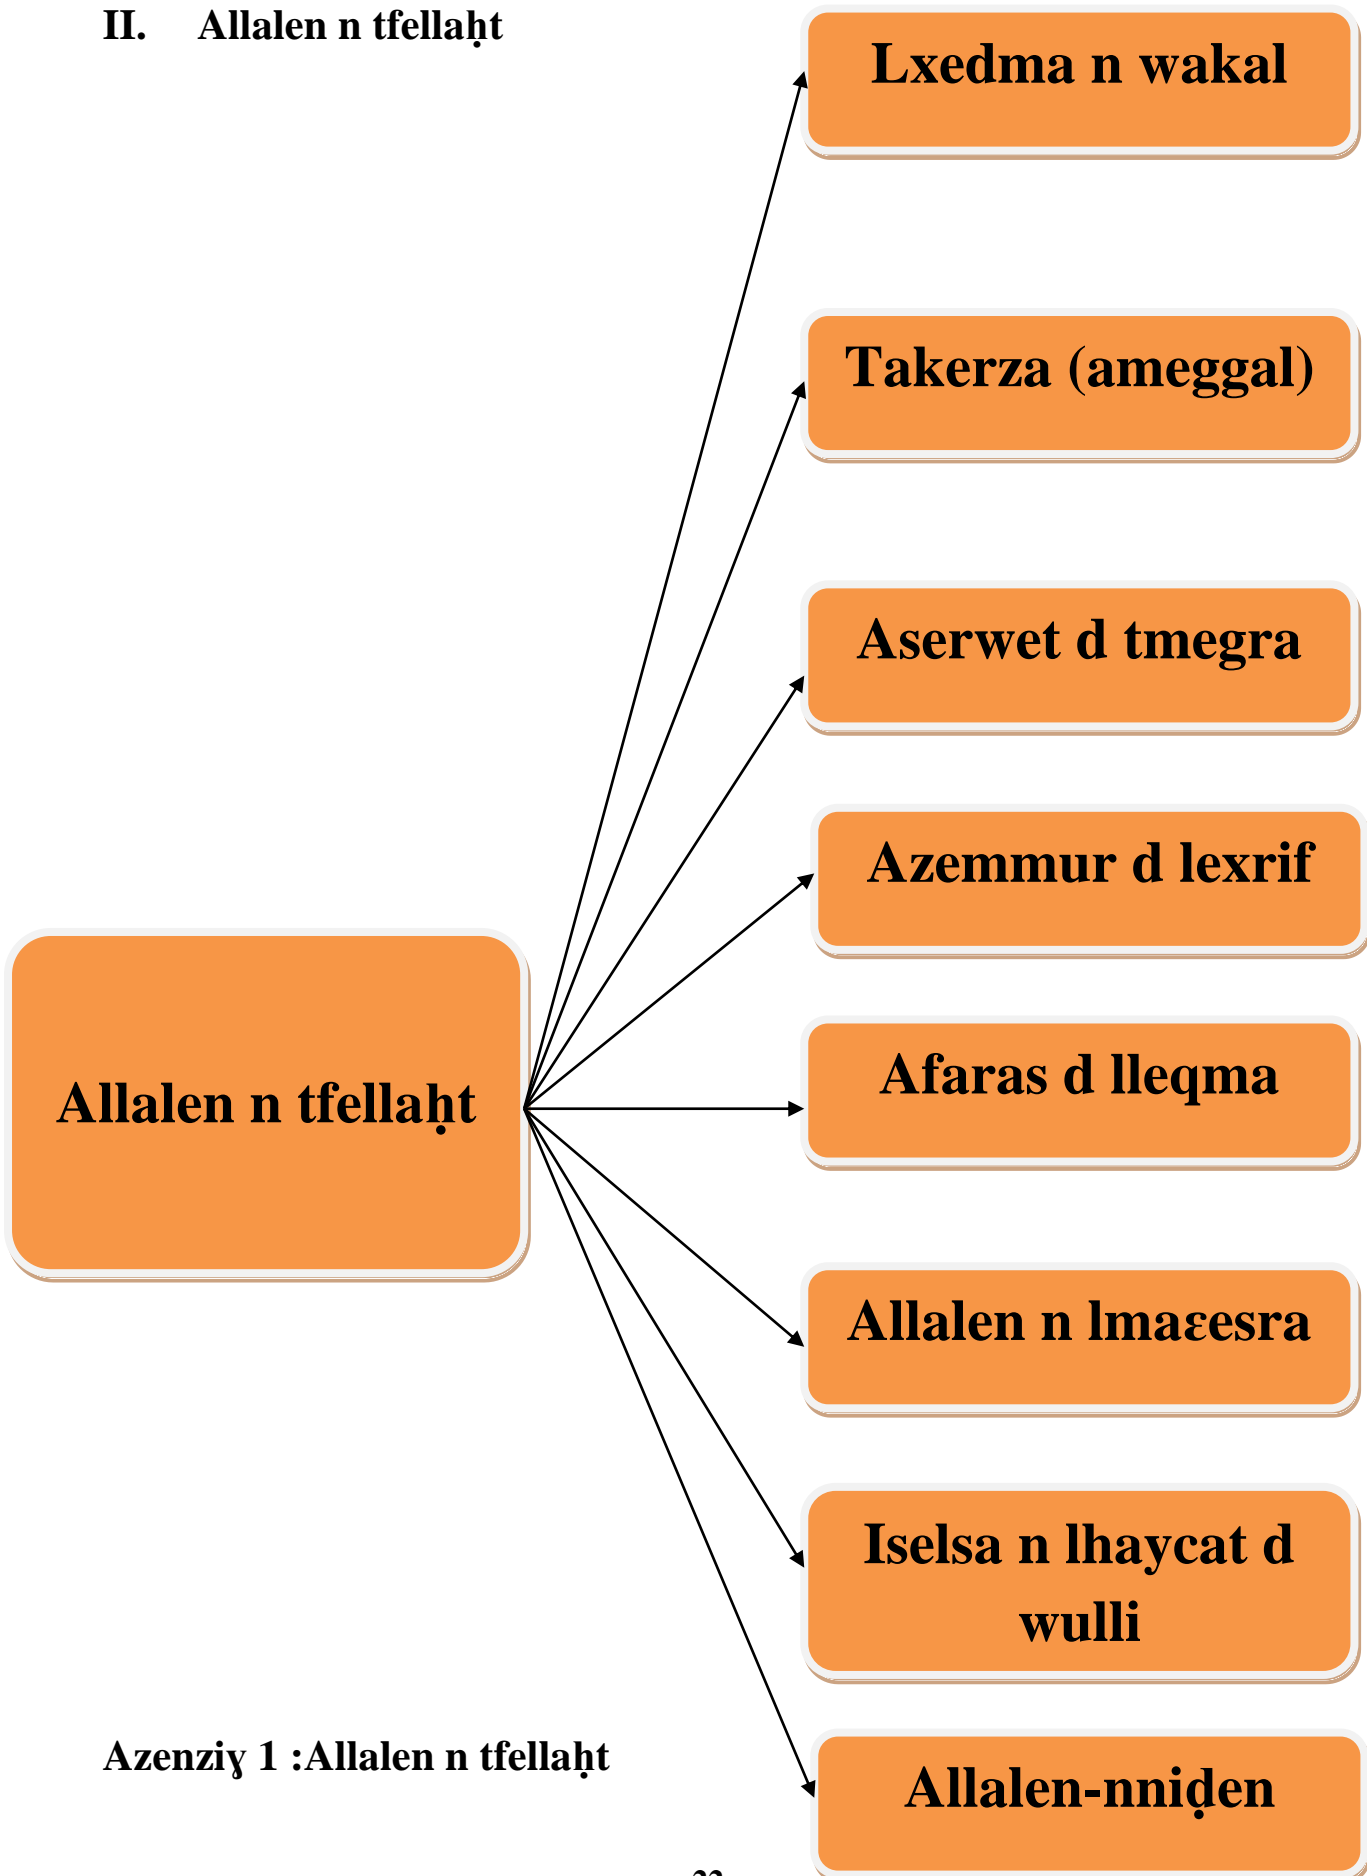 II. Allalen n tfellaḥt
Lxedma n wakal
Takerza (ameggal)
Aserwet d tmegra
Azemmur d lexrif
Afaras d lleqma
Allalen n tfellaḥt
Allalen n lmaɛesra
Iselsa n lhaycat d
wulli
Allalen-nniḍen
Azenziɣ 1 :Allalen n tfellaḥt